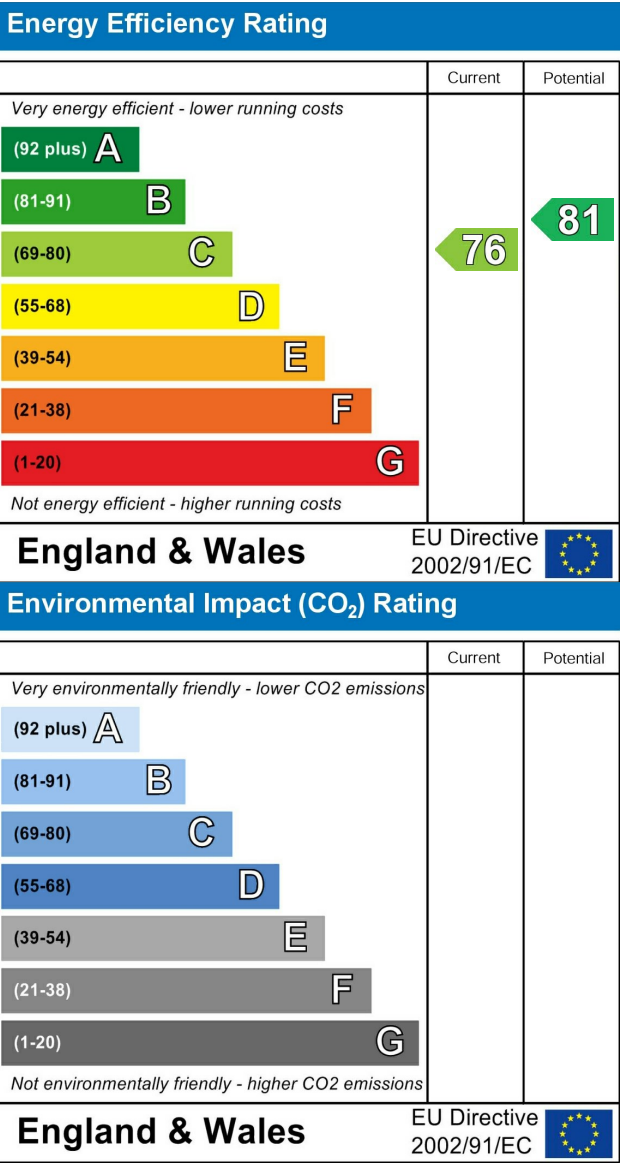 Energy Efficiency Rating
Current Potential
Very energy efficient - lower running costs
(92 plus) A
(81-91) B
(69-80) C
(55-68) D
(39-54) E
(21-38) F
(1-20) G
76
81
Not energy efficient - higher running costs
England & Wales
EU Directive
2002/91/EC
Environmental Impact (CO₂) Rating
Current Potential
Very environmentally friendly - lower CO2 emissions
(92 plus) A
(81-91) B
(69-80) C
(55-68) D
(39-54) E
(21-38) F
(1-20) G
Not environmentally friendly - higher CO2 emissions
England & Wales
EU Directive
2002/91/EC